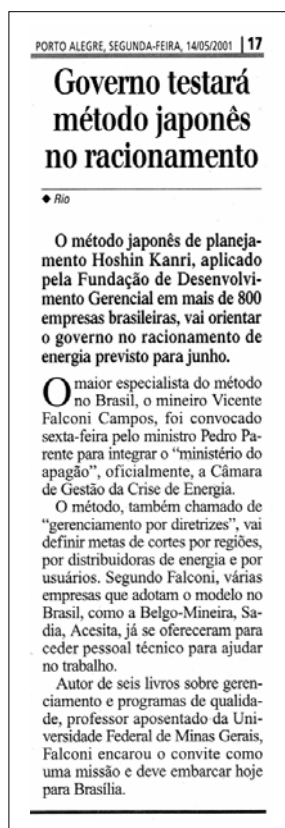 PORTO ALEGRE, SEGUNDA-FEIRA, 14/05/2001 | 17
Governo testará
método japonês
no racionamento
◆ Rio
O método japonês de planeja-
mento Hoshin Kanri, aplicado
pela Fundação de Desenvolvi-
mento Gerencial em mais de 800
empresas brasileiras, vai orientar
o governo no racionamento de
energia previsto para junho.
O maior especialista do método
no Brasil, o mineiro Vicente
Falconi Campos, foi convocado
sexta-feira pelo ministro Pedro Pa-
rente para integrar o “ministério do
apagão”, oficialmente, a Câmara
de Gestão da Crise de Energia.
O método, também chamado de
“gerenciamento por diretrizes”, vai
definir metas de cortes por regiões,
por distribuidoras de energia e por
usuários. Segundo Falconi, várias
empresas que adotam o modelo no
Brasil, como a Belgo-Mineira, Sa-
dia, Acesita, já se ofereceram para
ceder pessoal técnico para ajudar
no trabalho.
Autor de seis livros sobre geren-
ciamento e programas de qualida-
de, professor aposentado da Uni-
versidade Federal de Minas Gerais,
Falconi encarou o convite como
uma missão e deve embarcar hoje
para Brasília.